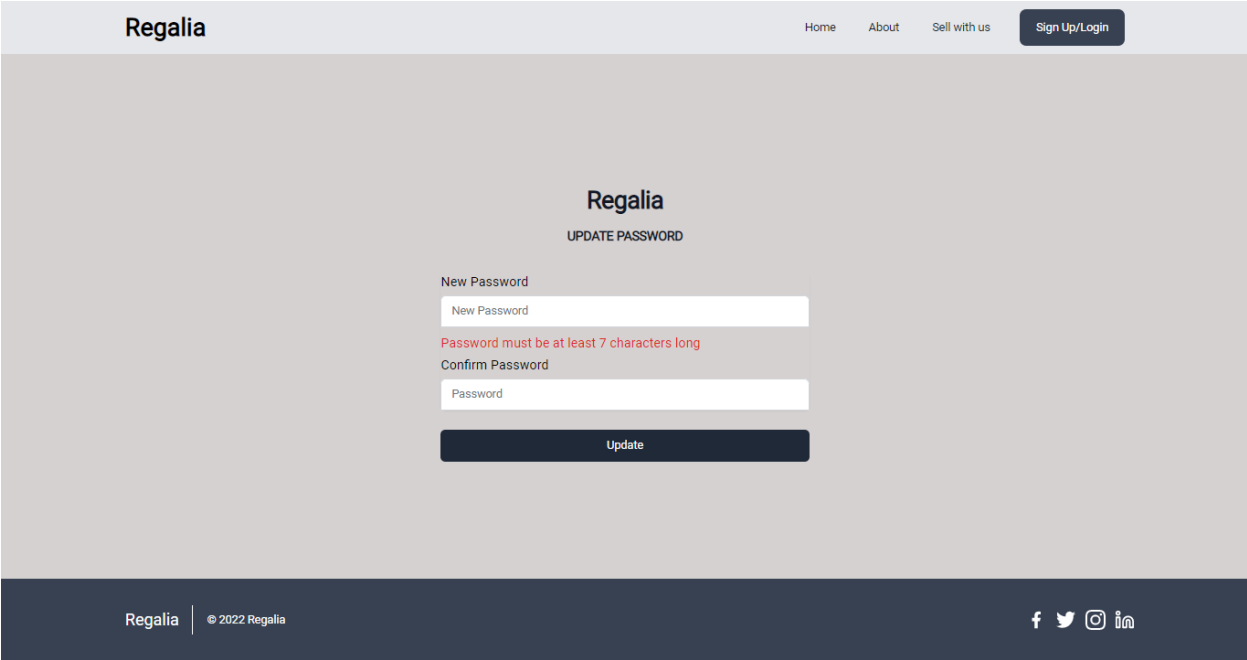 Regalia
Home About Sell with us Sign Up/Login
Regalia
UPDATE PASSWORD
New Password
New Password
Password must be at least 7 characters long
Confirm Password
Password
Update
Regalia © 2022 Regalia